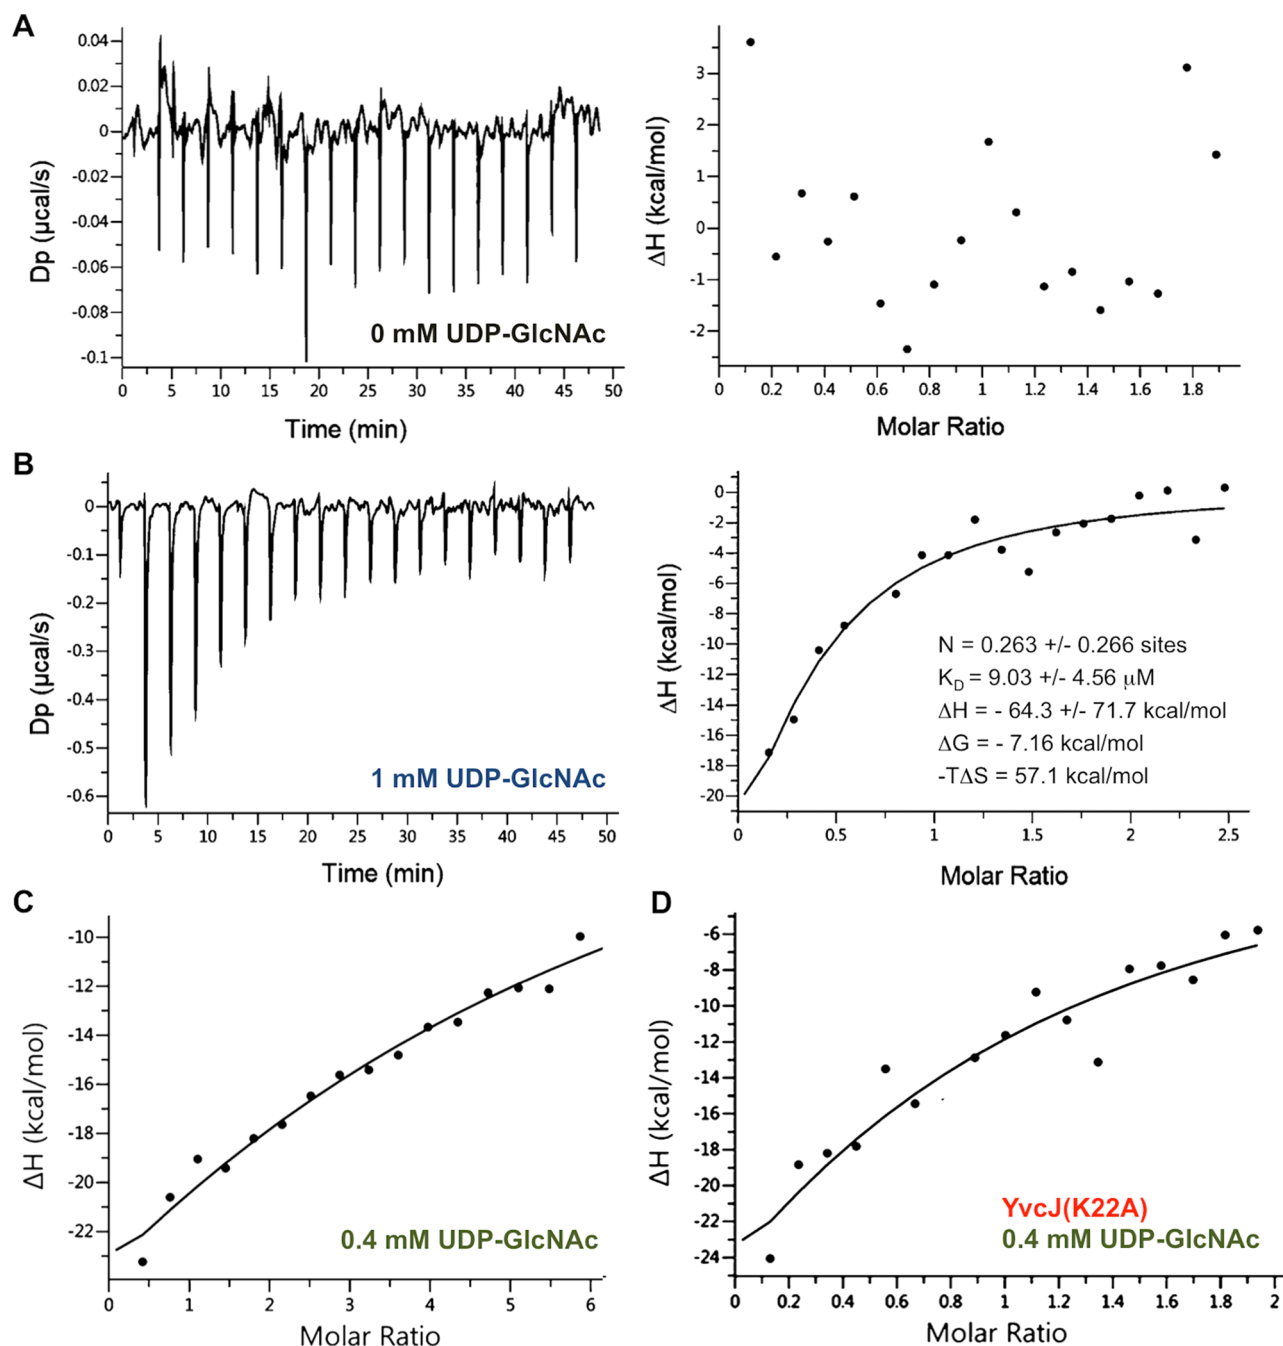 A
0.04
0.02
0
-0.02
-0.04
-0.06
-0.08
-0.1
Dp (µcal/s)
0 mM UDP-GlcNAc
0 5 10 15 20 25 30 35 40 45 50
Time (min)
3
2
1
0
-1
-2
ΔH (kcal/mol)
0 0.2 0.4 0.6 0.8 1 1.2 1.4 1.6 1.8
Molar Ratio
B
0
-0.1
-0.2
-0.3
-0.4
-0.5
-0.6
Dp (µcal/s)
1 mM UDP-GlcNAc
0 5 10 15 20 25 30 35 40 45 50
Time (min)
0
-2
-4
-6
-8
-10
-12
-14
-16
-18
-20
ΔH (kcal/mol)
N = 0.263 +/- 0.266 sites
KD = 9.03 +/- 4.56 µM
ΔH = - 64.3 +/- 71.7 kcal/mol
ΔG = - 7.16 kcal/mol
-TΔS = 57.1 kcal/mol
0 0.5 1 1.5 2 2.5
Molar Ratio
C
-10
-12
-14
-16
-18
-20
-22
ΔH (kcal/mol)
0.4 mM UDP-GlcNAc
0 1 2 3 4 5 6
Molar Ratio
D
-6
-8
-10
-12
-14
-16
-18
-20
-22
-24
ΔH (kcal/mol)
YvcJ(K22A)
0.4 mM UDP-GlcNAc
0 0.2 0.4 0.6 0.8 1 1.2 1.4 1.6 1.8 2
Molar Ratio